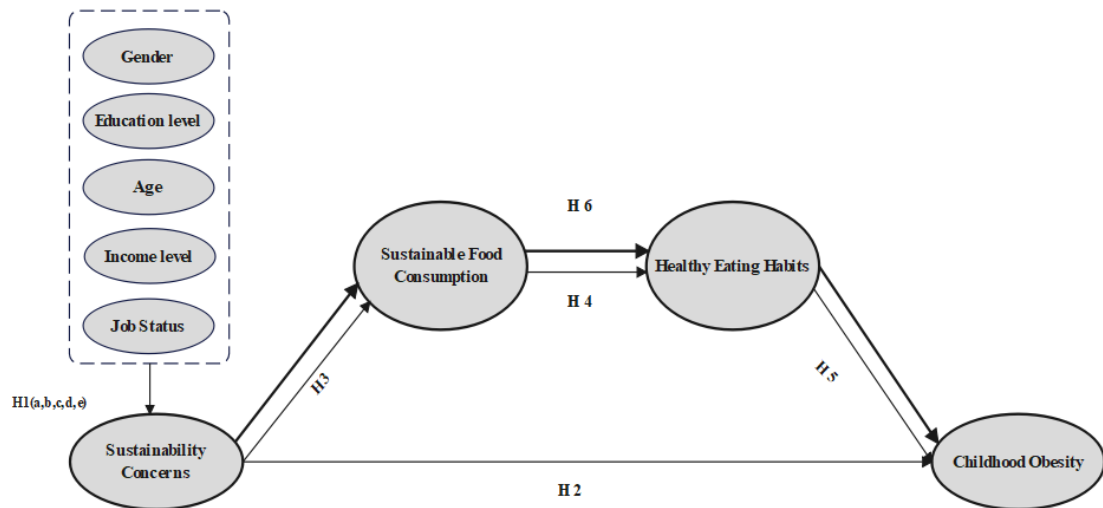 Gender
Education level
Age
Income level
Job Status
H1(a,b,c,d,e)
Sustainability
Concerns
H3
Sustainable Food
Consumption
H 6
H 4
Healthy Eating Habits
H 5
H 2
Childhood Obesity